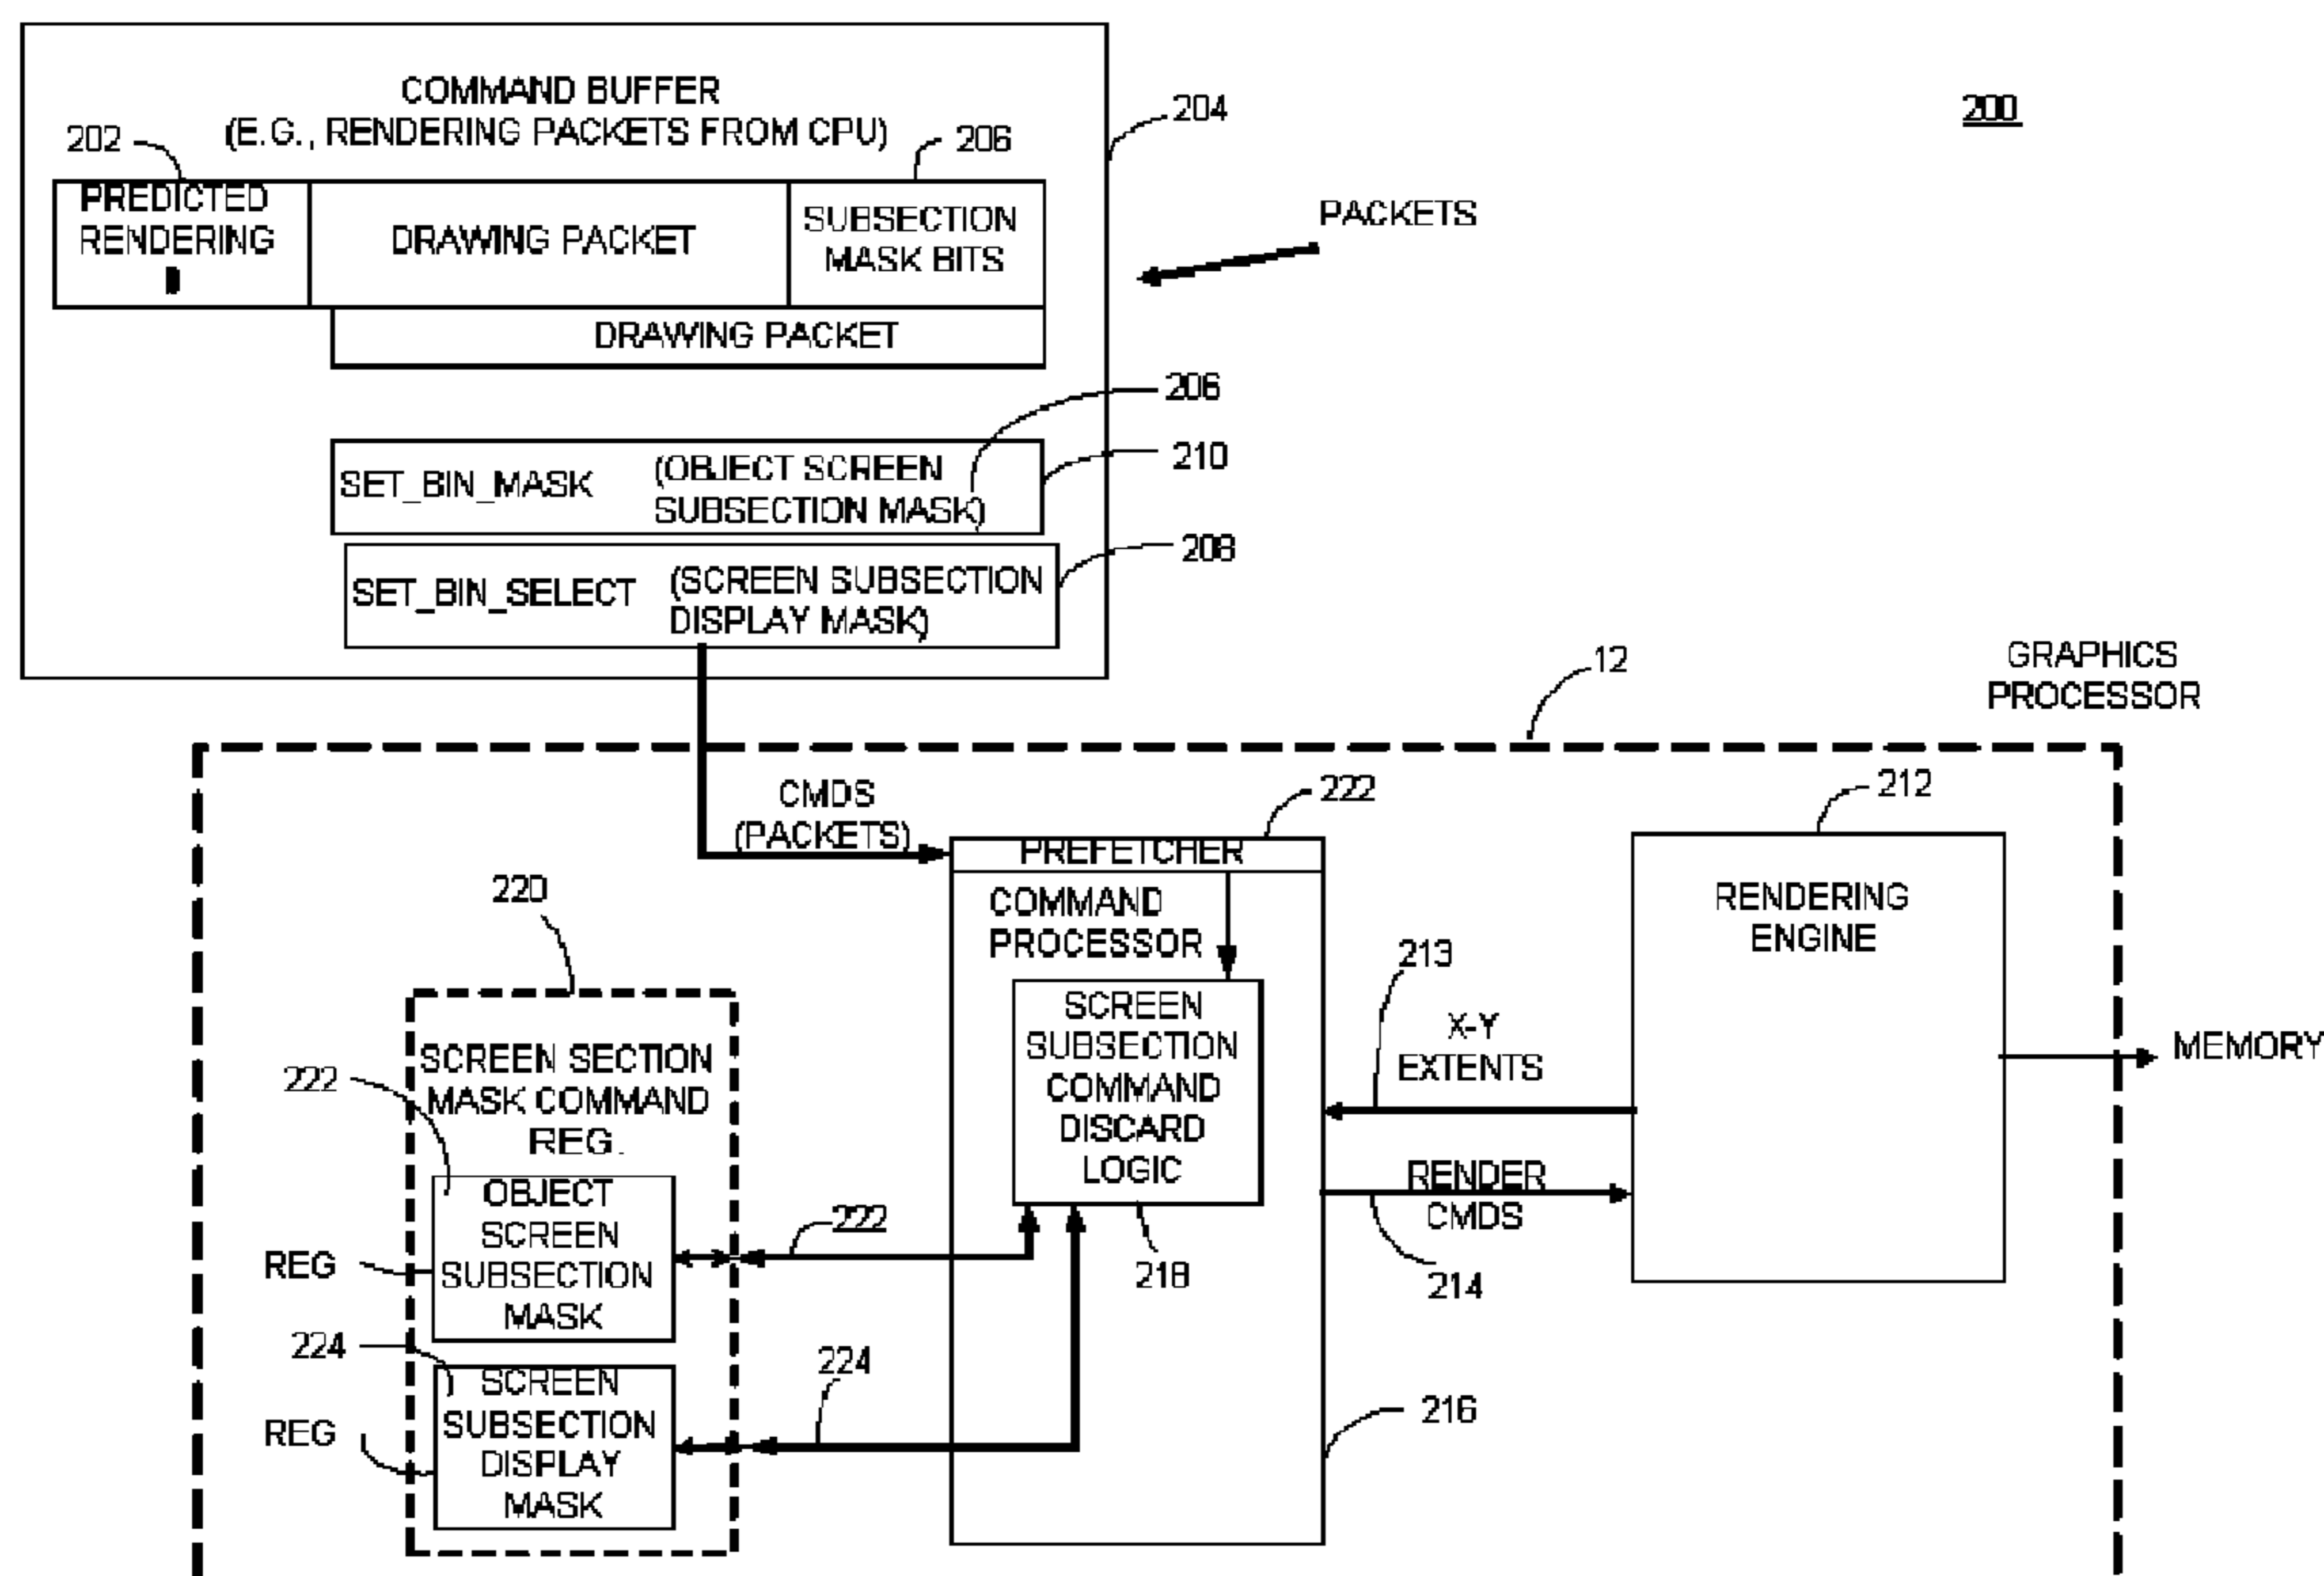 COMMAND BUFFER
(E.G., RENDERING PACKETS FROM CPU)
204
200
202
206
PREDICTED
RENDERING
DRAWING PACKET
SUBSECTION
MASK BITS
PACKETS
DRAWING PACKET
206
210
SET_BIN_MASK
(OBJECT SCREEN
SUBSECTION MASK)
208
SET_BIN_SELECT
(SCREEN SUBSECTION
DISPLAY MASK)
12
GRAPHICS
PROCESSOR
CMDS
(PACKETS)
222
212
PREFETCHER
COMMAND
PROCESSOR
RENDERING
ENGINE
220
213
SCREEN
SUBSECTION
COMMAND
DISCARD
LOGIC
X-Y
EXTENTS
MEMORY
SCREEN SECTION
MASK COMMAND
REG.
222
RENDER
CMDS
OBJECT
SCREEN
SUBSECTION
MASK
REG
222
218
214
224
224
SCREEN
SUBSECTION
DISPLAY
MASK
REG
216